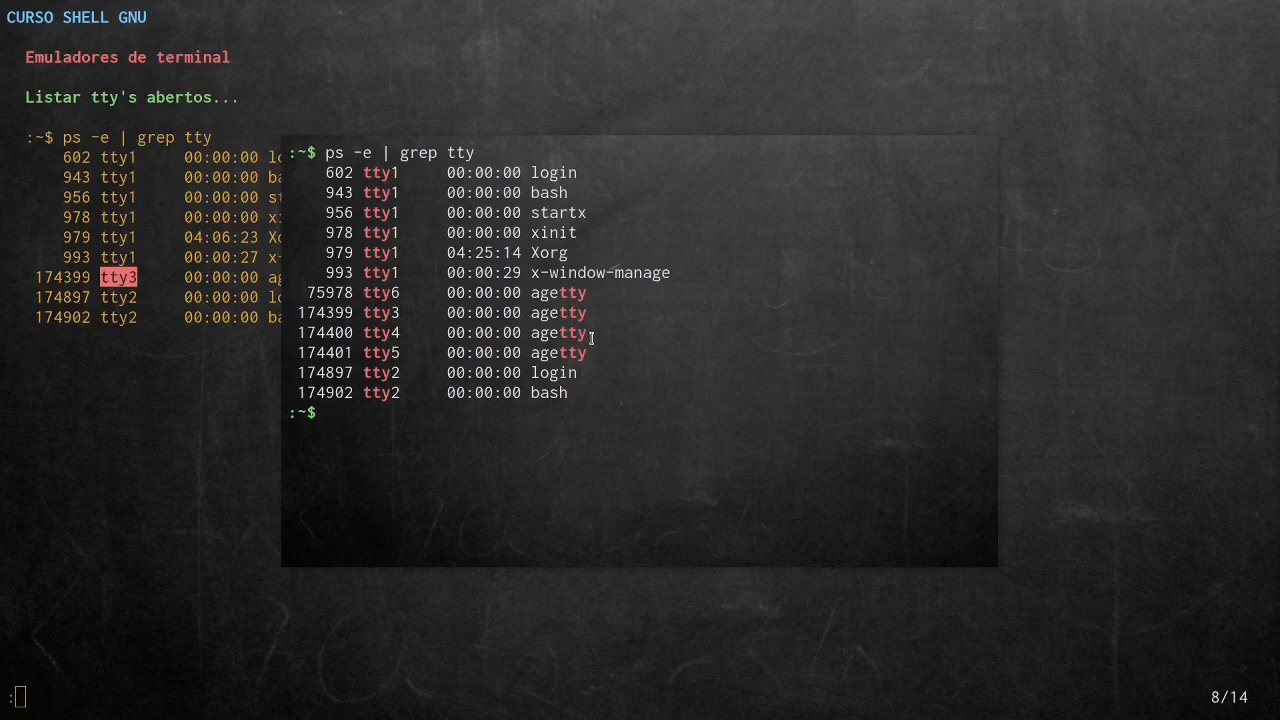 CURSO SHELL GNU
Emuladores de terminal
Listar tty's abertos...
:~$ ps -e | grep tty
602 tty1 00:00:00
943 tty1 00:00:00
956 tty1 00:00:00
978 tty1 00:00:00
979 tty1 04:06:23
993 tty1 00:00:27
174399 tty3 00:00:00
174897 tty2 00:00:00
174902 tty2 00:00:00
:~$ ps -e | grep tty
602 tty1 00:00:00 login
943 tty1 00:00:00 bash
956 tty1 00:00:00 startx
978 tty1 00:00:00 xinit
979 tty1 04:25:14 Xorg
993 tty1 00:00:29 x-window-manage
75978 tty6 00:00:00 agetty
174399 tty3 00:00:00 agetty
174400 tty4 00:00:00 agetty
174401 tty5 00:00:00 agetty
174897 tty2 00:00:00 login
174902 tty2 00:00:00 bash
:~$
:
8/14